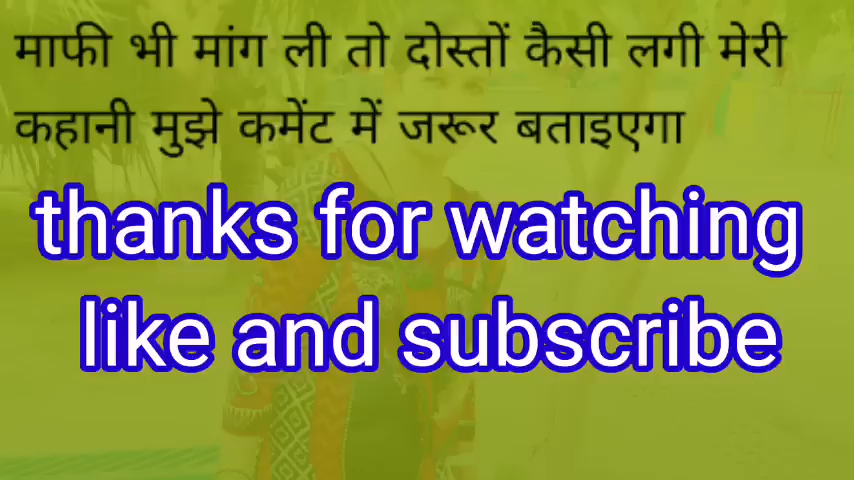 माफी भी मांग ली तो दोस्तों कैसी लगी मेरी
कहानी मुझे कमेंट में जरूर बताइएगा
thanks for watching
like and subscribe